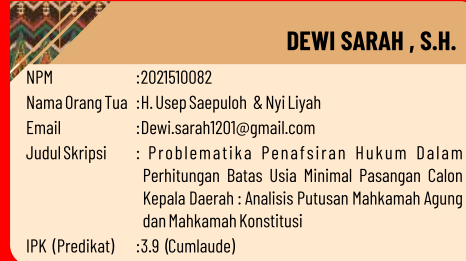 DEWI SARAH , S.H.
NPM :2021510082
Nama Orang Tua :H. Usep Saepuloh & Nyi Liyah
Email :Dewi.sarah1201@gmail.com
Judul Skripsi : Problematika Penafsiran Hukum Dalam
Perhitungan Batas Usia Minimal Pasangan Calon
Kepala Daerah : Analisis Putusan Mahkamah Agung
dan Mahkamah Konstitusi
IPK (Predikat) :3.9 (Cumlaude)